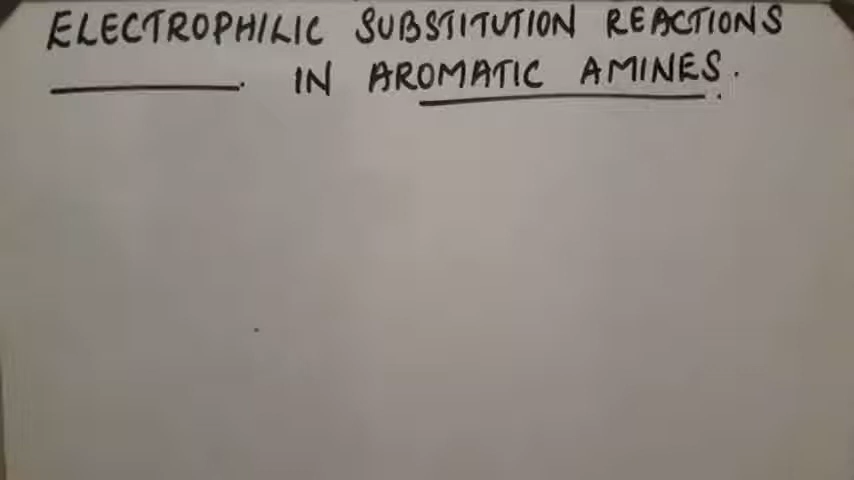 ELECTROPHILIC SUBSTITUTION REACTIONS
IN AROMATIC AMINES.